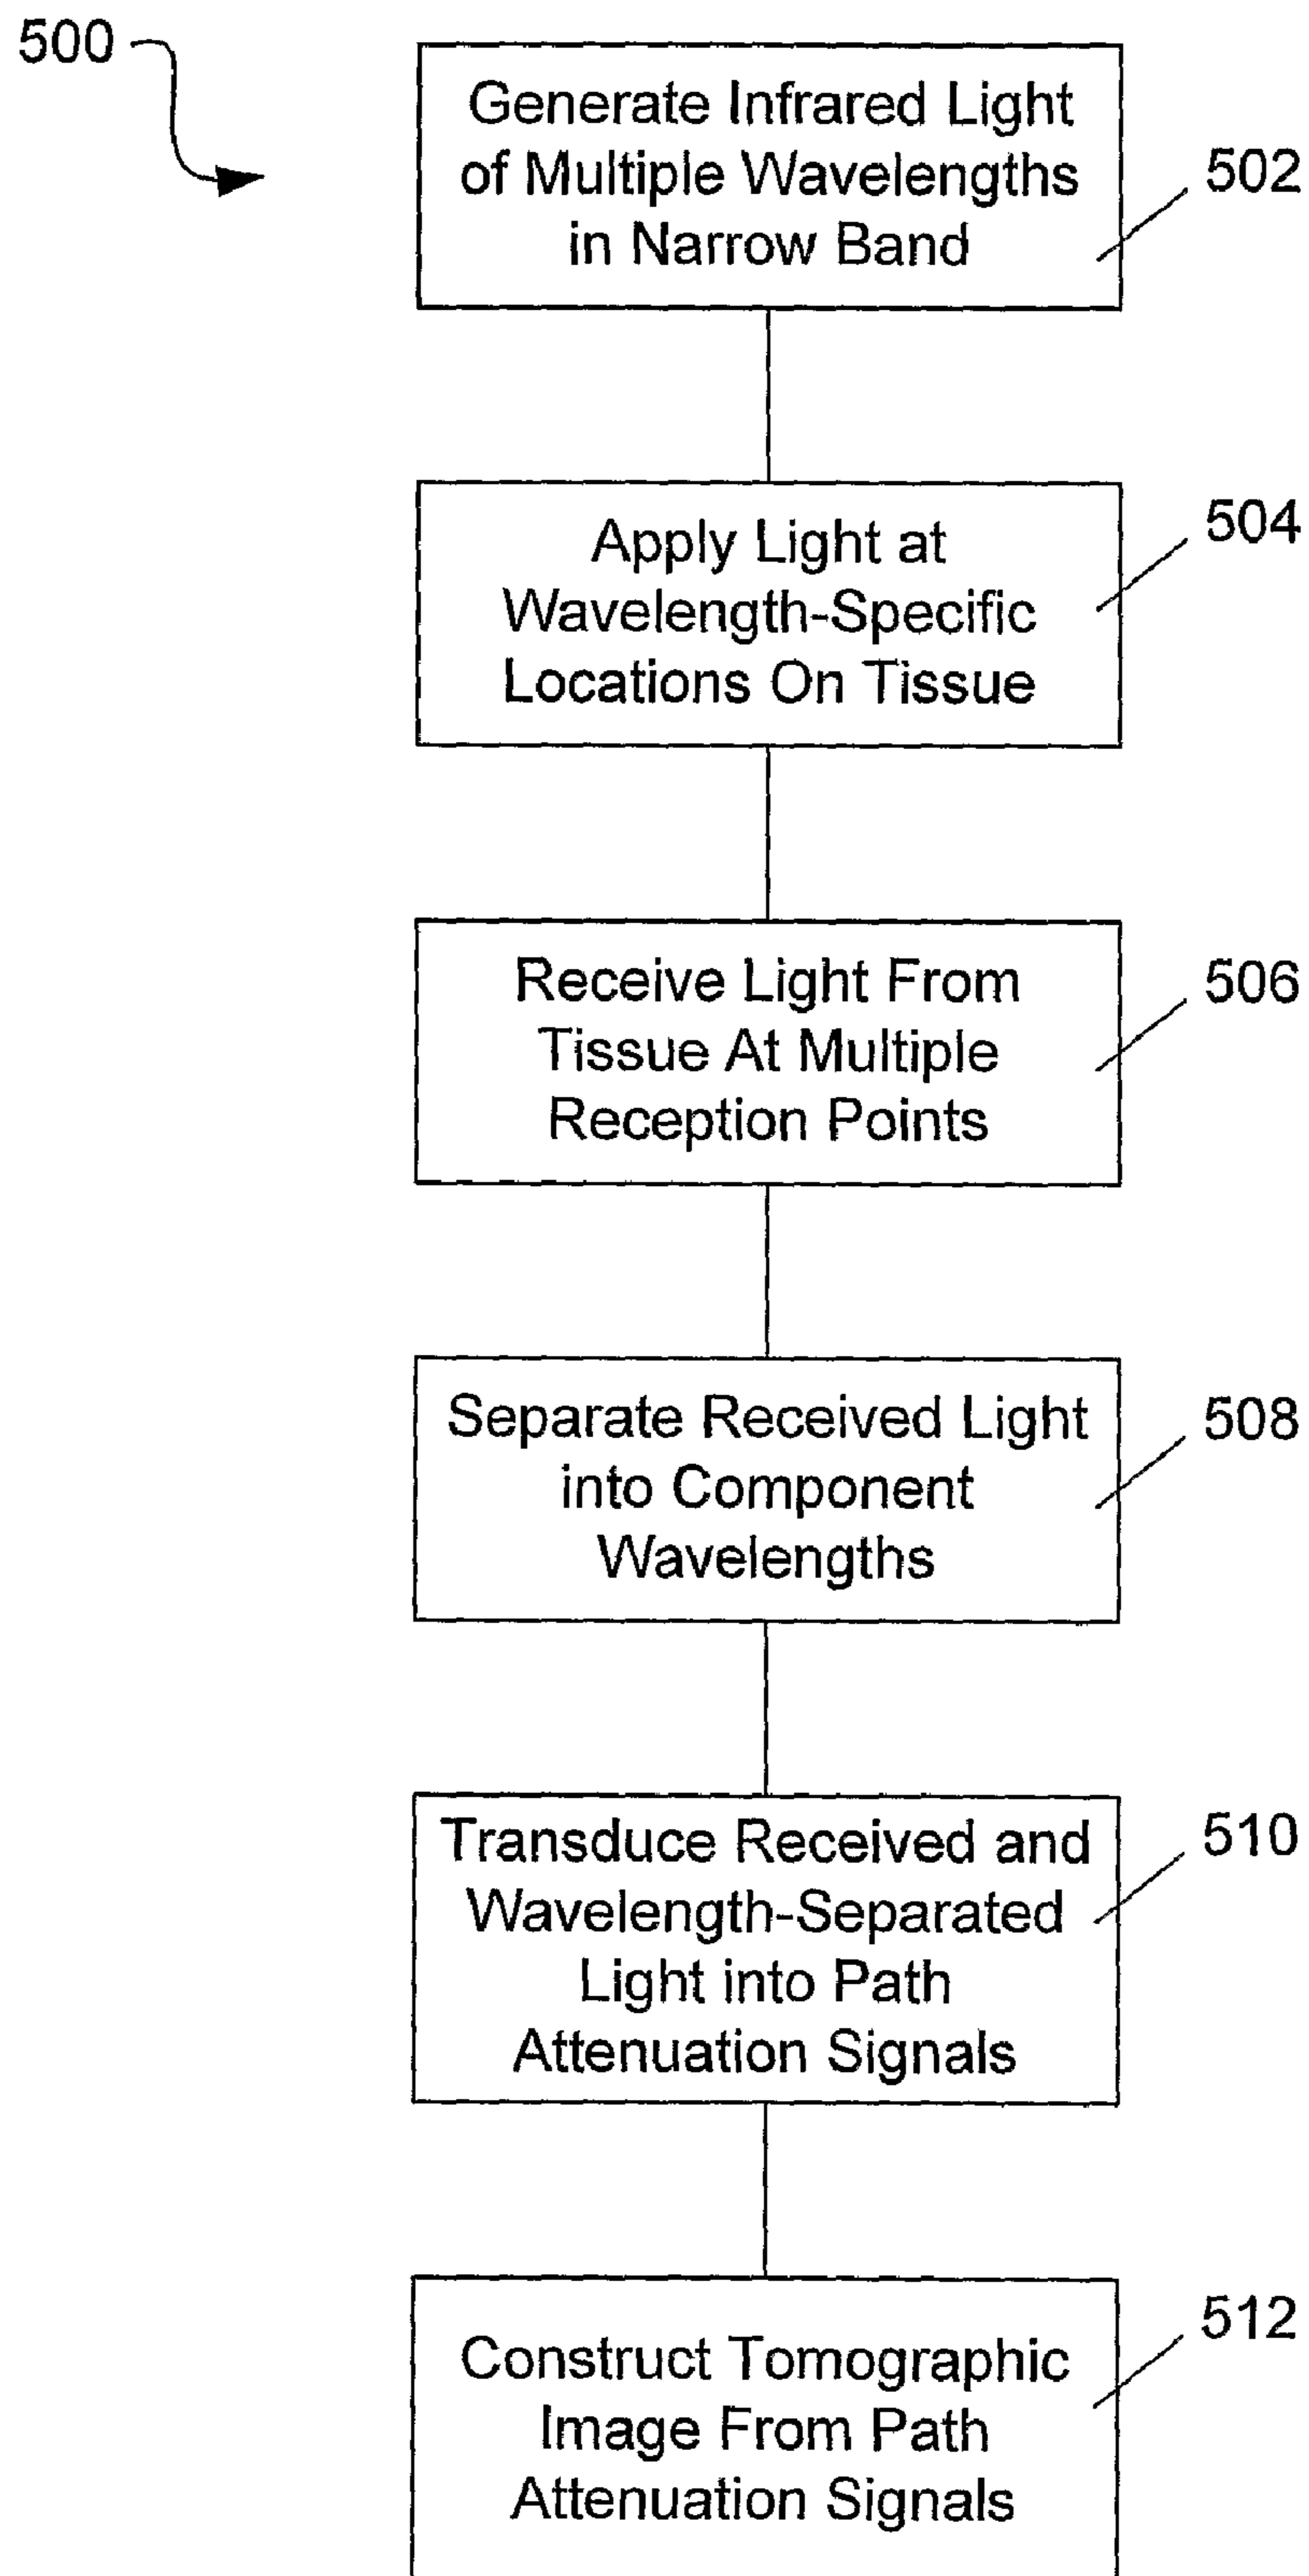 500
Generate Infrared Light
of Multiple Wavelengths
in Narrow Band
502
Apply Light at
Wavelength-Specific
Locations On Tissue
504
Receive Light From
Tissue At Multiple
Reception Points
506
Separate Received Light
into Component
Wavelengths
508
Transduce Received and
Wavelength-Separated
Light into Path
Attenuation Signals
510
Construct Tomographic
Image From Path
Attenuation Signals
512